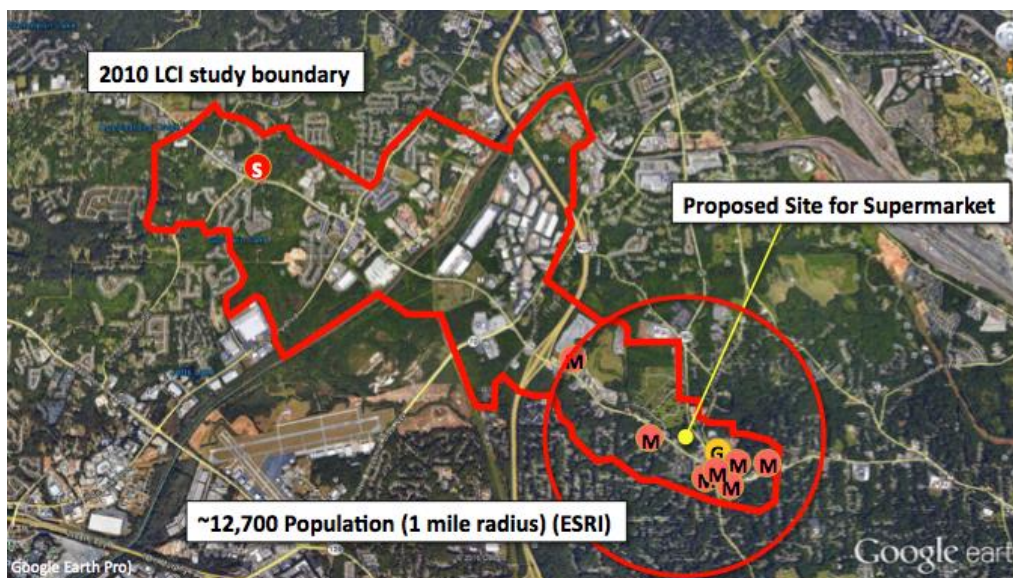 2010 LCI study boundary
S
Proposed Site for Supermarket
M
M
G
M
M
M
M
M
~12,700 Population (1 mile radius) (ESRI)
Google Earth Pro)
Google eart